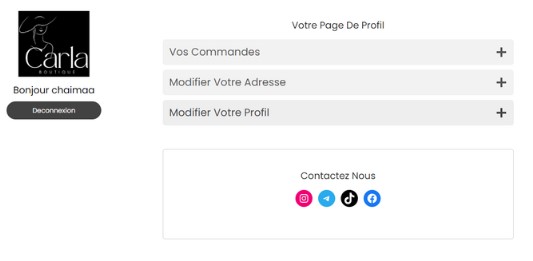 Carla
BOUTIQUE
Bonjour chaimaa
Deconnexion
Votre Page De Profil
Vos Commandes
Modifier Votre Adresse
Modifier Votre Profil
Contactez Nous